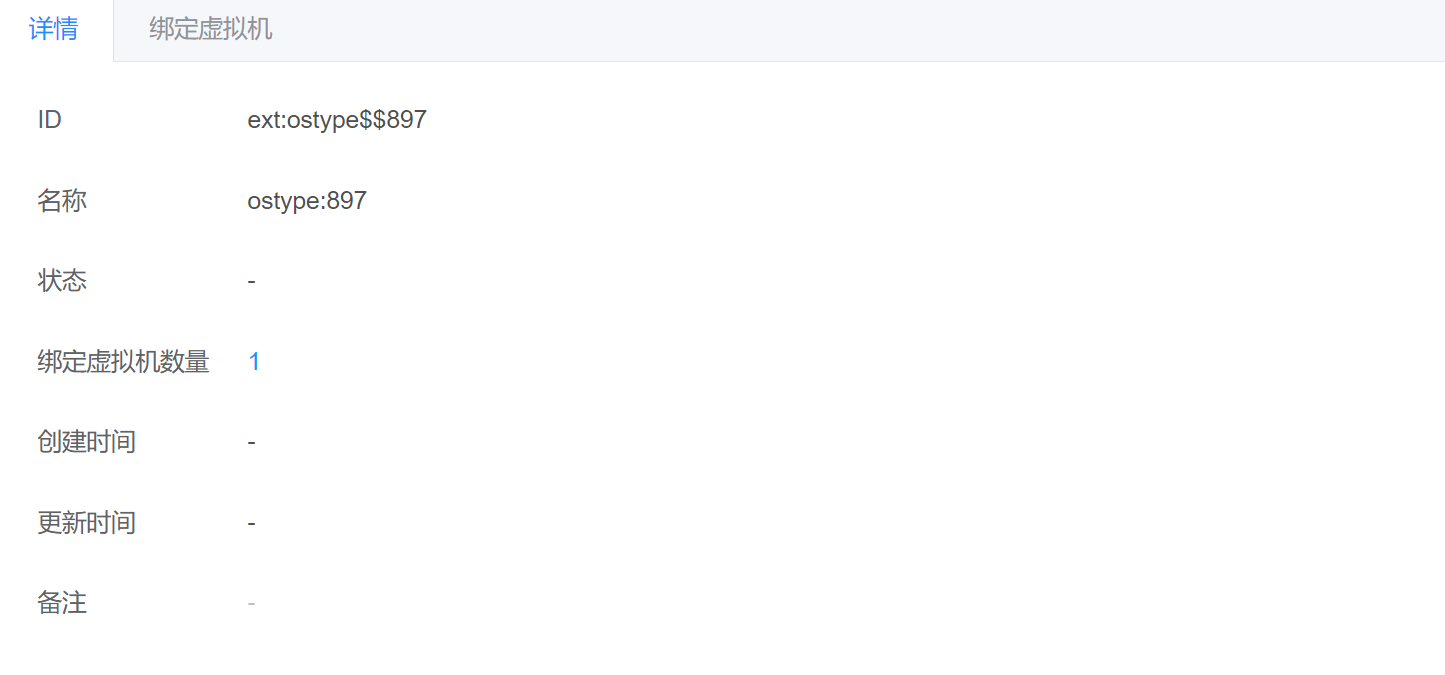 详情 绑定虚拟机
ID ext:ostype$$897
名称 ostype:897
状态 -
绑定虚拟机数量 1
创建时间 -
更新时间 -
备注 -